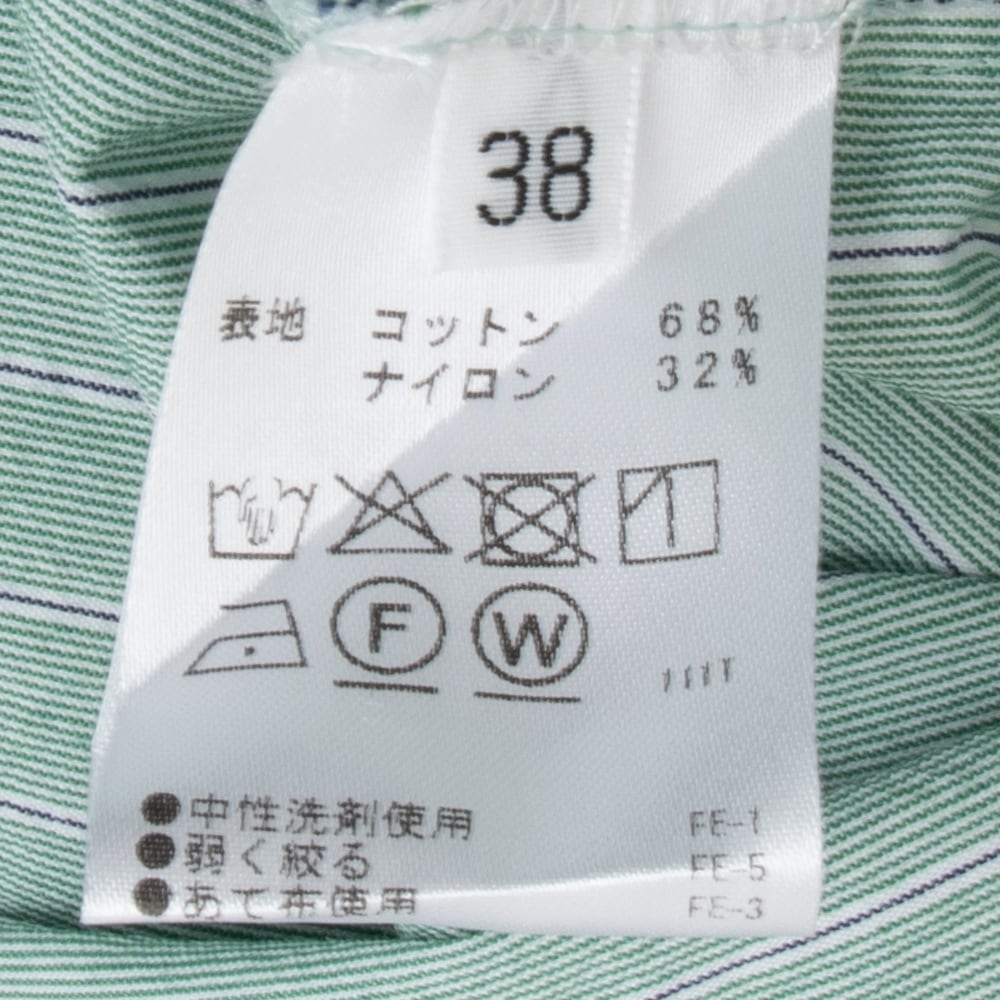 38
表地 コットン 68%
ナイロン 32%
F W
●中性洗剤使用 FE-1
●弱く絞る FE-5
●あて布使用 FE-3